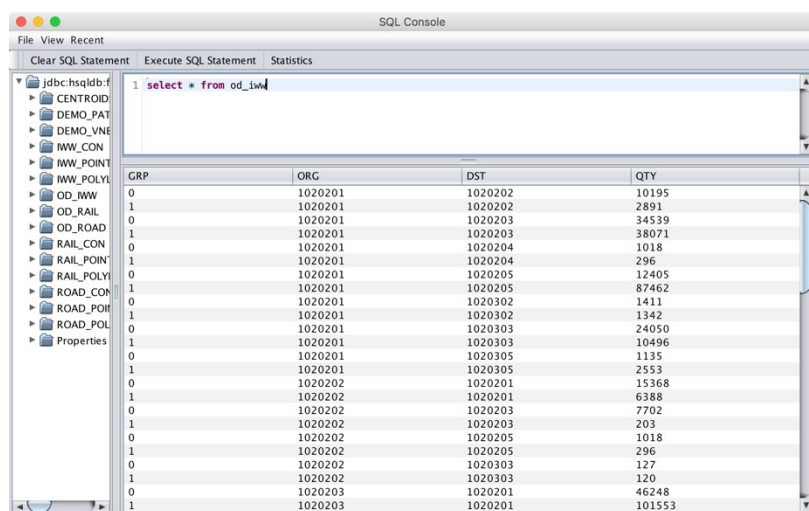 SQL Console
File View Recent
Clear SQL Statement Execute SQL Statement Statistics
jdbc:hsqldb:f
CENTROID
DEMO_PAT
DEMO_VNE
IWW_CON
IWW_POINT
IWW_POLYL
OD_IWW
OD_RAIL
OD_ROAD
RAIL_CON
RAIL_POIN
RAIL_POLY
ROAD_CON
ROAD_POI
ROAD_POL
Properties
1 select * from od_iww
GRP ORG DST QTY
0 1020201 1020202 10195
1 1020201 1020202 2891
0 1020201 1020203 34539
1 1020201 1020203 38071
0 1020201 1020204 1018
1 1020201 1020204 296
0 1020201 1020205 12405
1 1020201 1020205 87462
0 1020201 1020302 1411
1 1020201 1020302 1342
0 1020201 1020303 24050
1 1020201 1020303 10496
0 1020201 1020305 1135
1 1020201 1020305 2553
0 1020202 1020201 15368
1 1020202 1020201 6388
0 1020202 1020203 7702
1 1020202 1020203 203
0 1020202 1020205 1018
1 1020202 1020205 296
0 1020202 1020303 127
1 1020202 1020303 120
0 1020203 1020201 46248
1 1020203 1020201 101553